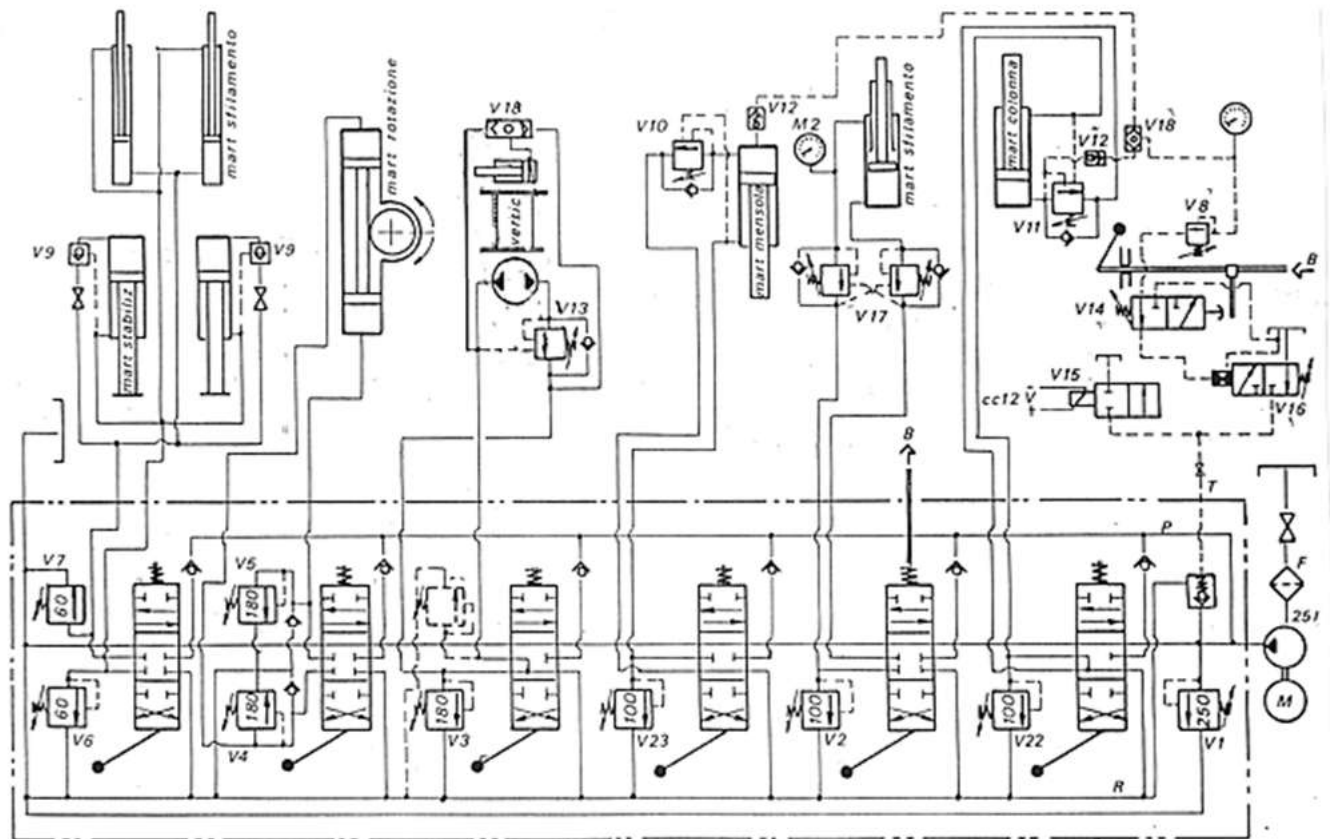 mart sfilamento
mart rotazione
V18
V10
V12
M2
mart sfilamento
mart colonna
V12
V18
V9
V9
mart stabiliz
vertic
V13
mart mensola
V17
V11
V8
B
V14
V15
cc12 V
V16
B
T
P
F
25 l
V7
60
V5
180
60
V6
180
V4
180
V3
100
V23
100
V2
100
V22
250
V1
M
R